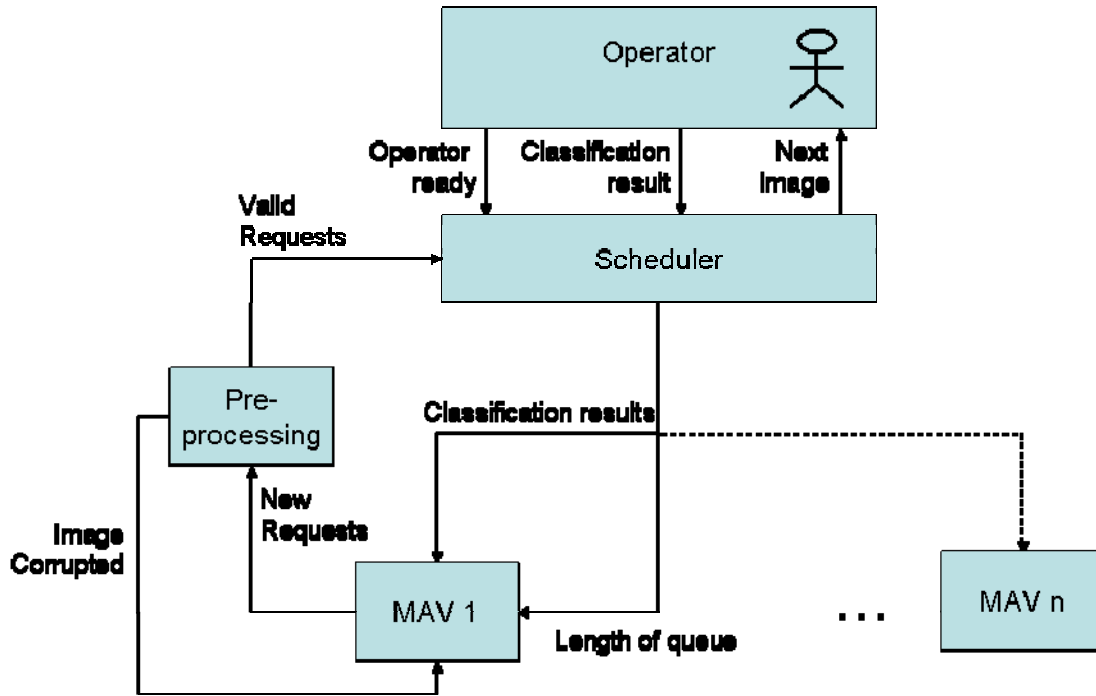 Operator
Operator
ready
Classification
result
Next
Image
Valid
Requests
Scheduler
Pre-
processing
Classification results
New
Requests
Image
Corrupted
MAV 1
Length of queue
...
MAV n